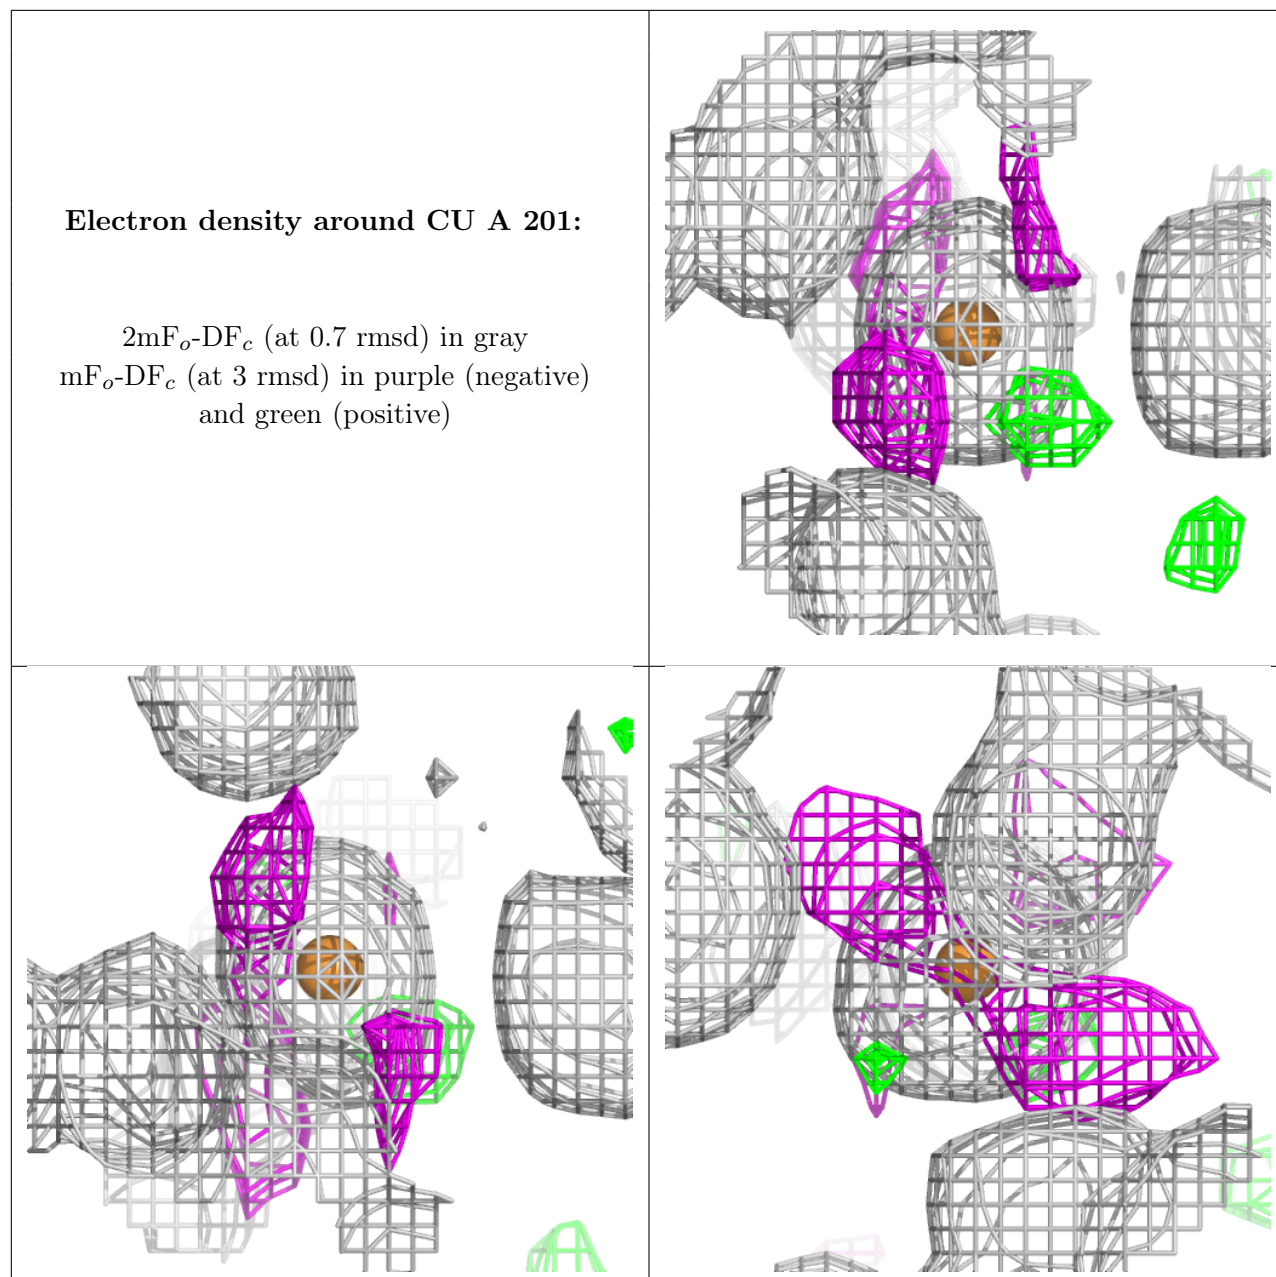 Electron density around CU A 201:
2mFo-DFc (at 0.7 rmsd) in gray
mFo-DFc (at 3 rmsd) in purple (negative)
and green (positive)